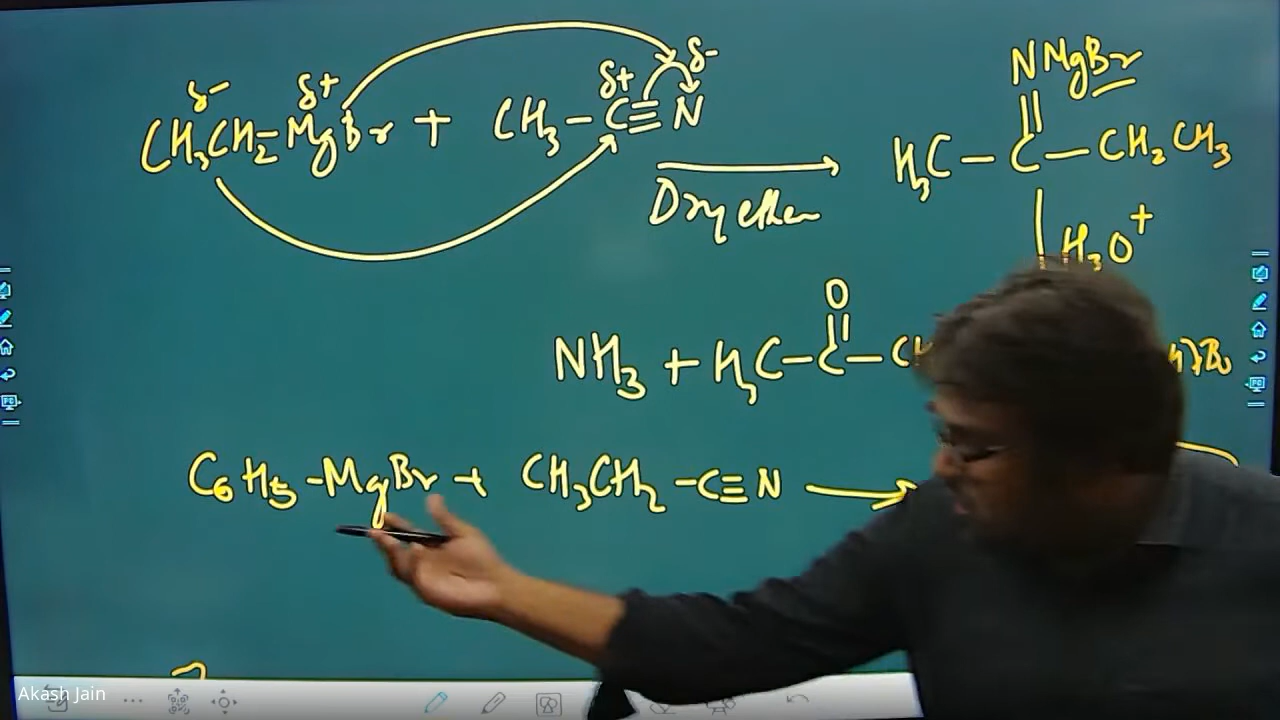 δ- δ+ δ+ δ-
CH₃CH₂-MgBr + CH₃-C≡N
Dry ether
NMgBr
||
H₃C-C-CH₂CH₃
H₃O⁺
O
||
NH₃ + H₃C-C-
C₆H₅-MgBr + CH₃CH₂-C≡N →
Akash Jain